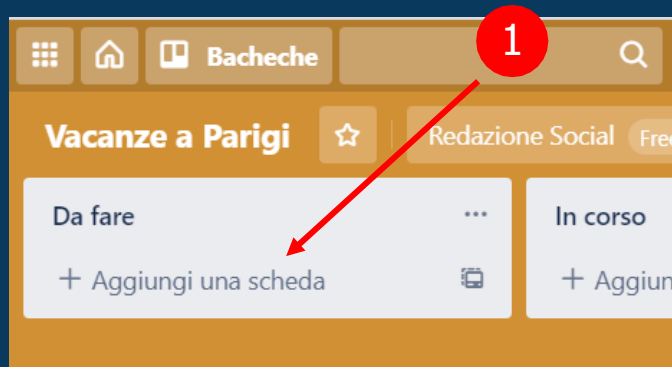 1
Bacheche
Vacanze a Parigi
Redazione Social
Da fare
In corso
+ Aggiungi una scheda
+